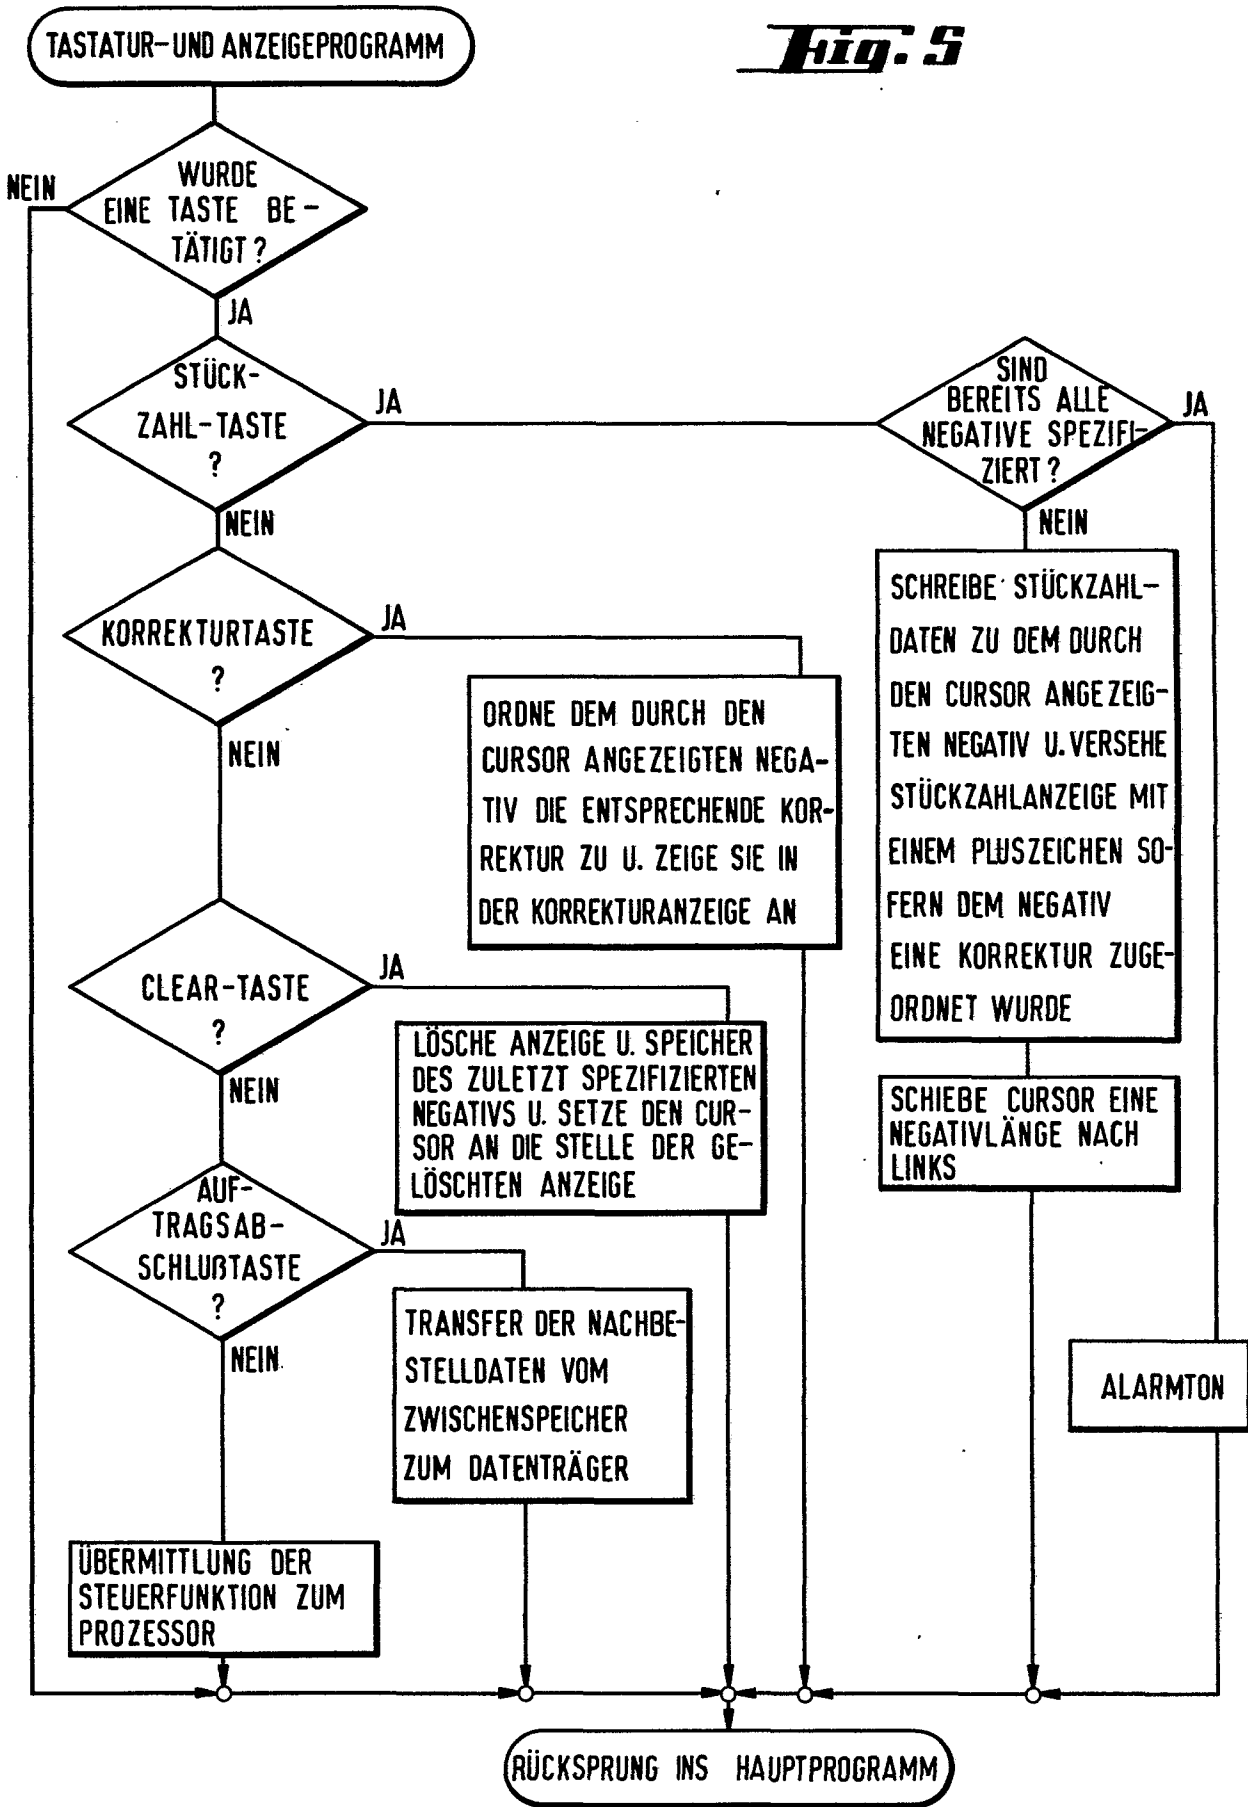 TASTATUR-UND ANZEIGEPROGRAMM
Fig. 5
WURDE
EINE TASTE BE-
TÄTIGT?
NEIN
JA
STÜCK-
ZAHL-TASTE
?
JA
NEIN
SIND
BEREITS ALLE
NEGATIVE SPEZIFI-
ZIERT?
JA
NEIN
KORREKTURTASTE
?
JA
NEIN
ORDNE DEM DURCH DEN
CURSOR ANGEZEIGTEN NEGA-
TIV DIE ENTSPRECHENDE KOR-
REKTUR ZU U. ZEIGE SIE IN
DER KORREKTURANZEIGE AN
SCHREIBE STÜCKZAHL-
DATEN ZU DEM DURCH
DEN CURSOR ANGEZEIG-
TEN NEGATIV U. VERSEHE
STÜCKZAHLANZEIGE MIT
EINEM PLUSZEICHEN SO-
FERN DEM NEGATIV
EINE KORREKTUR ZUGE-
ORDNET WURDE
SCHIEBE CURSOR EINE
NEGATIVLÄNGE NACH
LINKS
CLEAR-TASTE
?
JA
NEIN
LÖSCHE ANZEIGE U. SPEICHER
DES ZULETZT SPEZIFIZIERTEN
NEGATIVS U. SETZE DEN CUR-
SOR AN DIE STELLE DER GE-
LÖSCHTEN ANZEIGE
AUF-
TRAGSAB-
SCHLUßTASTE
?
JA
NEIN
TRANSFER DER NACHBE-
STELLDATEN VOM
ZWISCHENSPEICHER
ZUM DATENTRÄGER
ALARMTON
ÜBERMITTLUNG DER
STEUERFUNKTION ZUM
PROZESSOR
RÜCKSPRUNG INS HAUPTPROGRAMM